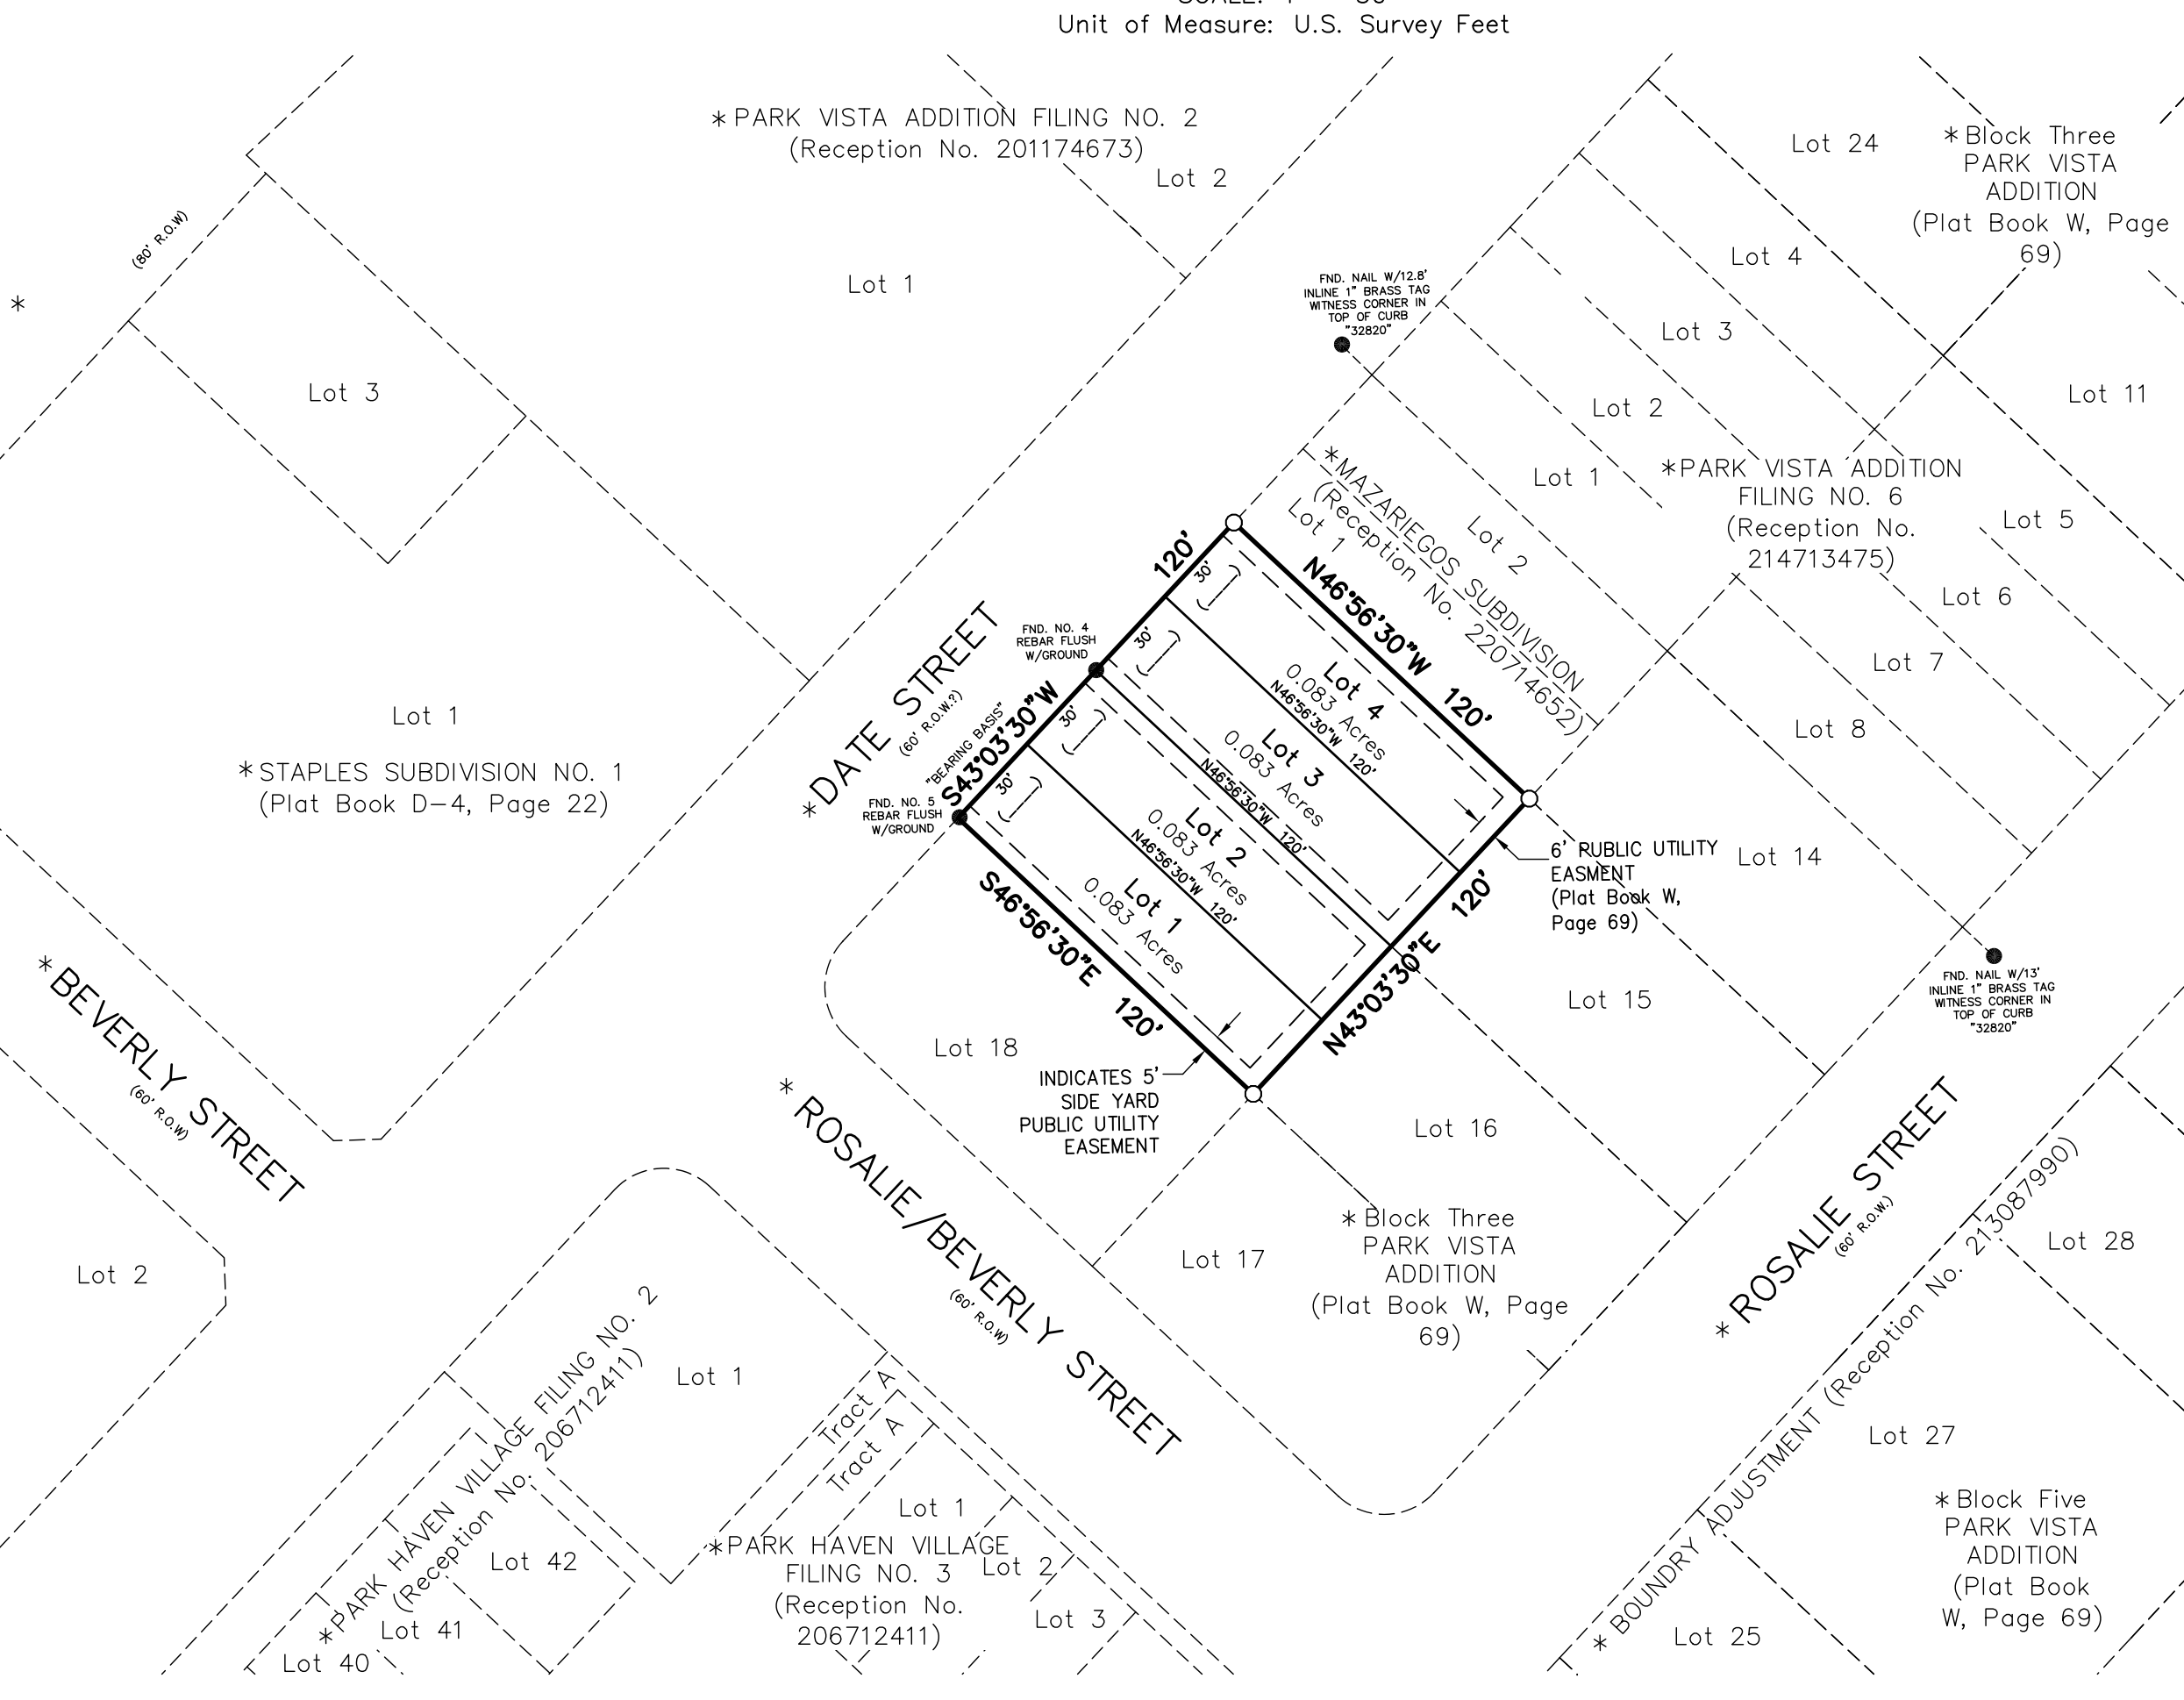 Unit of Measure: U.S. Survey Feet
* PARK VISTA ADDITION FILING NO. 2
(Reception No. 201174673)
Lot 2
Lot 24
* Block Three
PARK VISTA
ADDITION
(Plat Book W, Page
69)
(80' R.O.W)
*
Lot 1
Lot 4
FND. NAIL W/12.8'
INLINE 1" BRASS TAG
WITNESS CORNER IN
TOP OF CURB
"32820"
Lot 3
Lot 3
Lot 11
Lot 2
Lot 1
*PARK VISTA ADDITION
FILING NO. 6
(Reception No.
214713475)
*MAZARIEGOS SUBDIVISION
(Reception No. 220714652)
Lot 1
Lot 2
Lot 5
Lot 6
Lot 7
Lot 8
120'
N46°56'30"W 120'
30'
30'
30'
30'
FND. NO. 4
REBAR FLUSH
W/GROUND
* DATE STREET
(60' R.O.W.?)
"BEARING BASIS"
S43°03'30"W
FND. NO. 5
REBAR FLUSH
W/GROUND
Lot 4
0.083 Acres
N46°56'30"W 120'
Lot 3
0.083 Acres
N46°56'30"W 120'
Lot 2
0.083 Acres
N46°56'30"W 120'
Lot 1
0.083 Acres
S46°56'30"E 120'
N43°03'30"E 120'
Lot 1
* STAPLES SUBDIVISION NO. 1
(Plat Book D-4, Page 22)
6' RUBLIC UTILITY
EASMENT
(Plat Book W,
Page 69)
Lot 14
Lot 15
FND. NAIL W/13'
INLINE 1" BRASS TAG
WITNESS CORNER IN
TOP OF CURB
"32820"
* BEVERLY STREET
(60' R.O.W)
Lot 18
INDICATES 5'
SIDE YARD
PUBLIC UTILITY
EASEMENT
Lot 16
* ROSALIE/BEVERLY STREET
(60' R.O.W)
Lot 17
* Block Three
PARK VISTA
ADDITION
(Plat Book W, Page
69)
* ROSALIE STREET
(60' R.O.W.)
Lot 28
Lot 2
* PARK HAVEN VILLAGE FILING NO. 2
(Reception No. 206712411)
Lot 1
Tract A
Tract A
Lot 1
*PARK HAVEN VILLAGE
FILING NO. 3
(Reception No.
206712411)
Lot 2
Lot 3
Lot 42
Lot 41
Lot 40
* BOUNDRY ADJUSTMENT (Reception No. 213087990)
Lot 27
* Block Five
PARK VISTA
ADDITION
(Plat Book
W, Page 69)
Lot 25